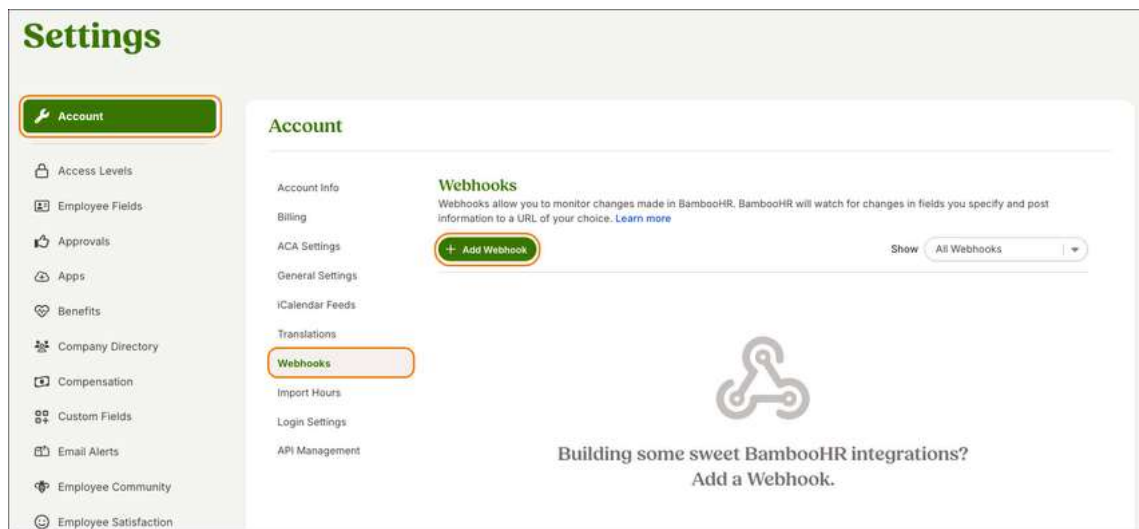 Settings
Account
Access Levels
Employee Fields
Approvals
Apps
Benefits
Company Directory
Compensation
Custom Fields
Email Alerts
Employee Community
Employee Satisfaction
Account
Account Info
Billing
ACA Settings
General Settings
iCalendar Feeds
Translations
Webhooks
Import Hours
Login Settings
API Management
Webhooks
Webhooks allow you to monitor changes made in BambooHR. BambooHR will watch for changes in fields you specify and post
information to a URL of your choice. Learn more
+ Add Webhook
Show All Webhooks
Building some sweet BambooHR integrations?
Add a Webhook.